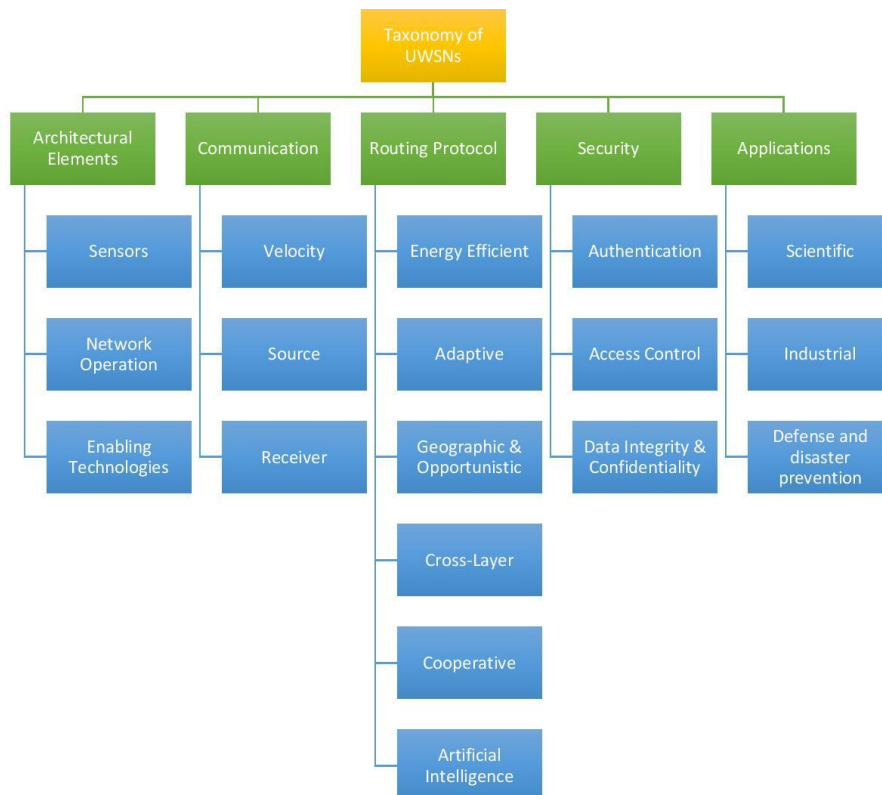 Taxonomy of
UWSNs
Architectural
Elements
Communication
Routing Protocol
Security
Applications
Sensors
Velocity
Energy Efficient
Authentication
Scientific
Network
Operation
Source
Adaptive
Access Control
Industrial
Enabling
Technologies
Receiver
Geographic &
Opportunistic
Data Integrity &
Confidentiality
Defense and
disaster
prevention
Cross-Layer
Cooperative
Artificial
Intelligence